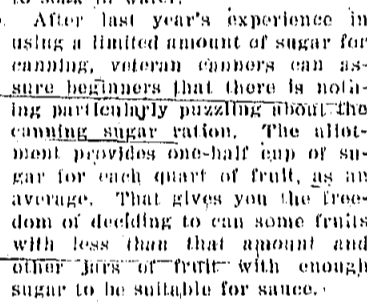 After last year's experience in
using a limited amount of sugar for
canning, veteran canners can as-
sure beginners that there is noth-
ing particularly puzzling about the
canning sugar ration. The allot-
ment provides one-half cup of su-
gar for each quart of fruit, as an
average. That gives you the free-
dom of deciding to can some fruits
with less than that amount and
other jars of fruit with enough
sugar to be suitable for sauce.